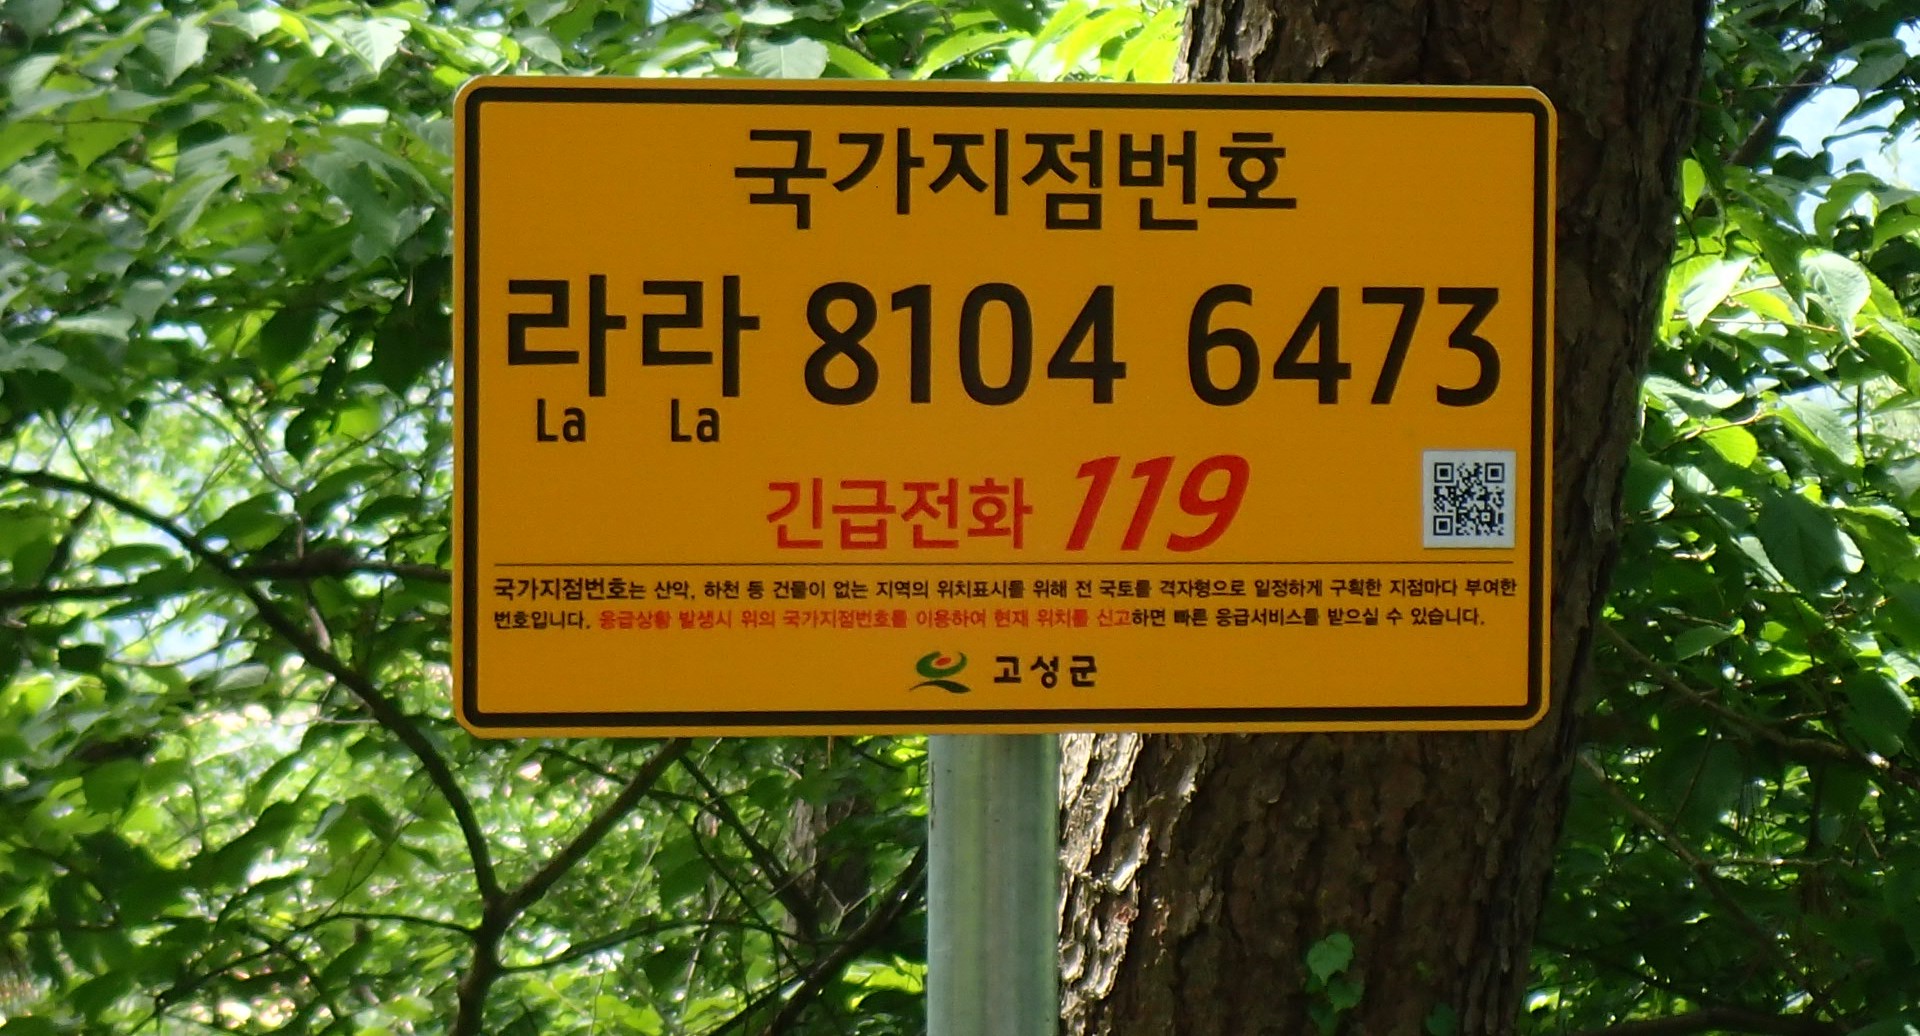 국가지점번호
라라 8104 6473
La La
긴급전화 119
국가지점번호는 산악, 하천 등 건물이 없는 지역의 위치표시를 위해 전 국토를 격자형으로 일정하게 구획한 지점마다 부여한
번호입니다. 응급상황 발생시 위의 국가지점번호를 이용하여 현재 위치를 신고하면 빠른 응급서비스를 받으실 수 있습니다.
고성군